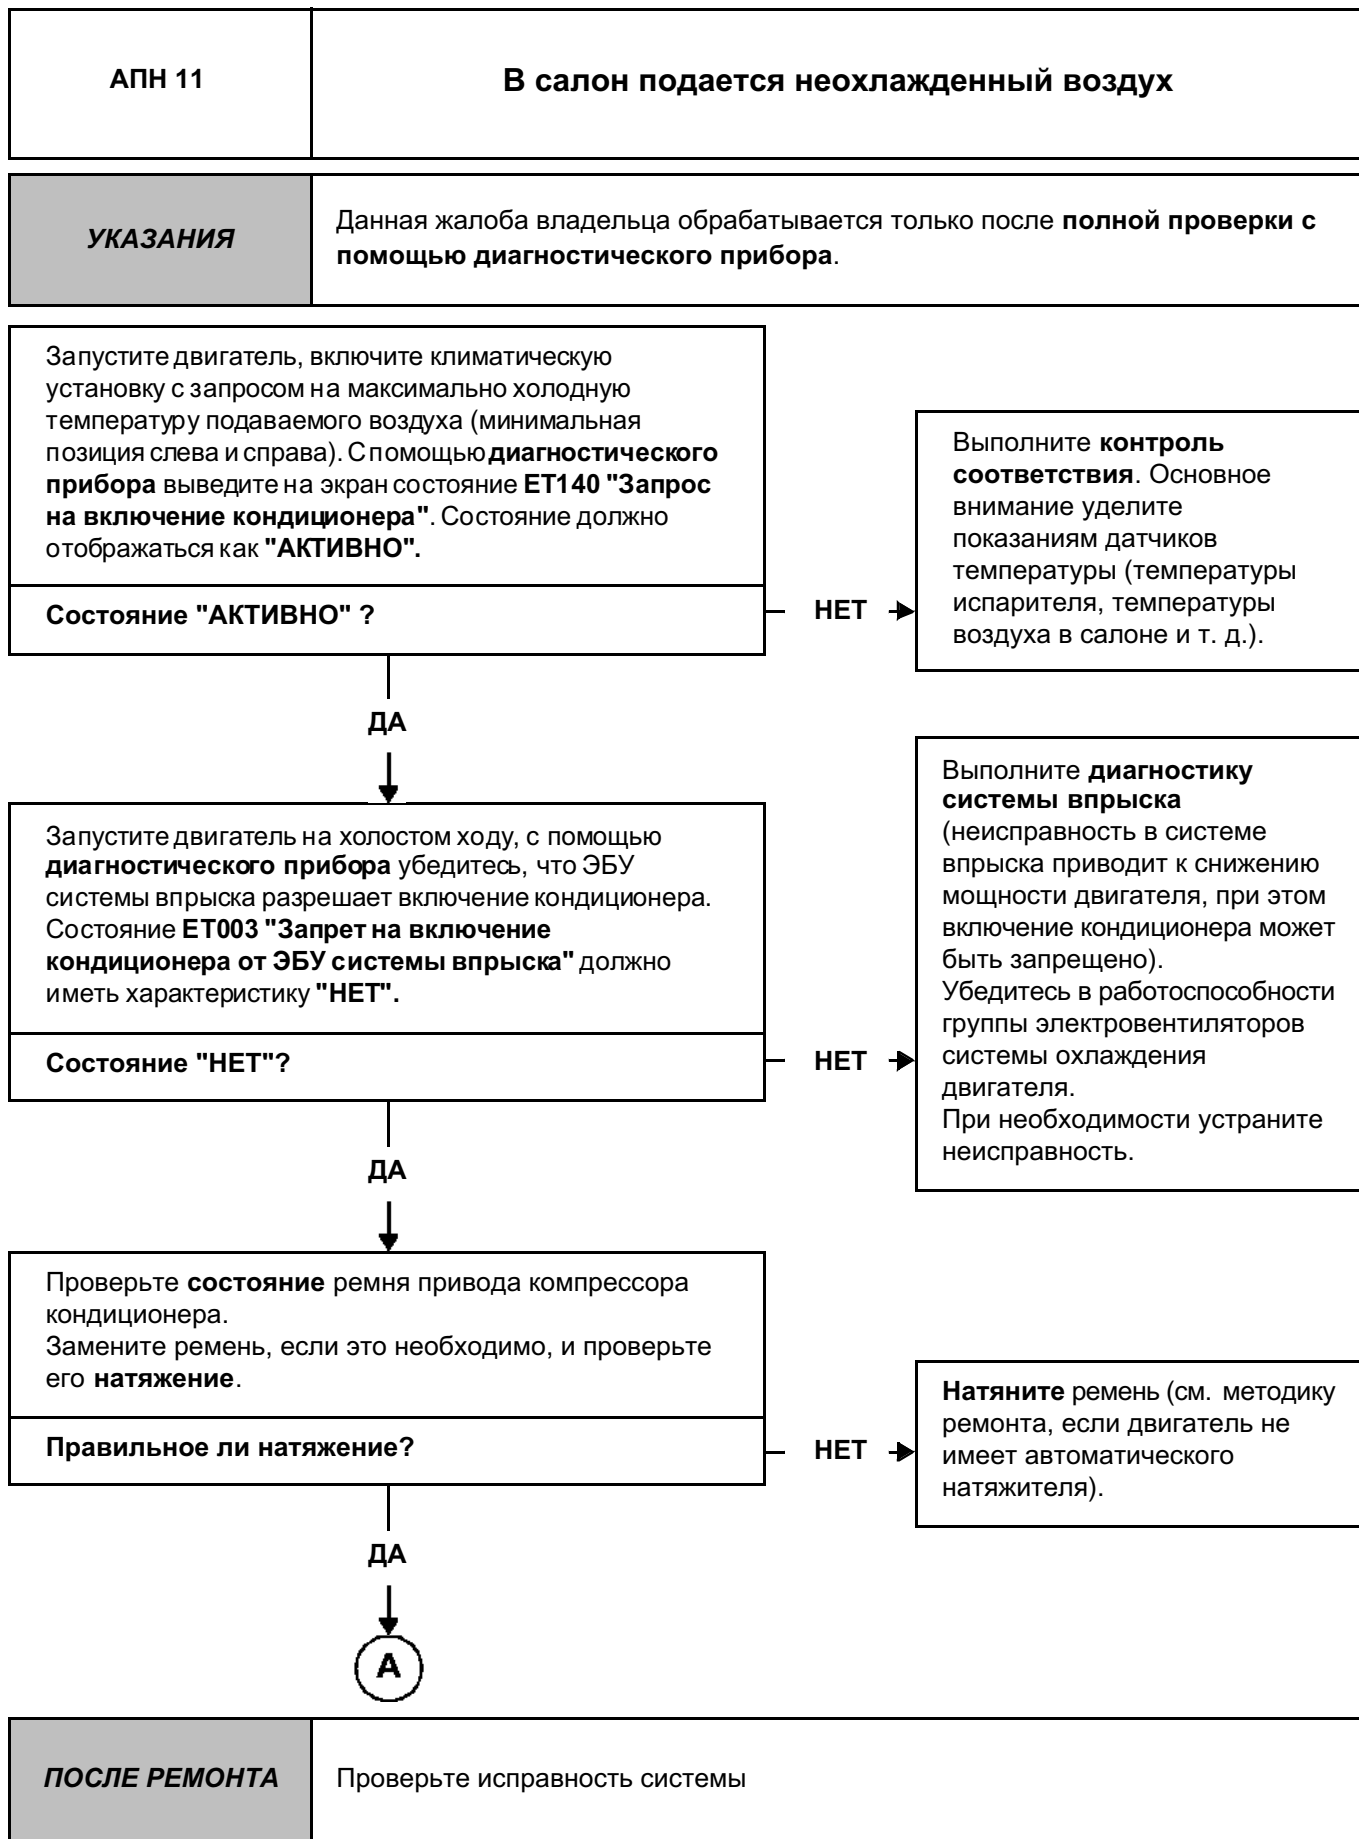 АПН 11
В салон подается неохлажденный воздух
УКАЗАНИЯ
Данная жалоба владельца обрабатывается только после полной проверки с
помощью диагностического прибора.
Запустите двигатель, включите климатическую
установку с запросом на максимально холодную
температуру подаваемого воздуха (минимальная
позиция слева и справа). С помощью диагностического
прибора выведите на экран состояние ET140 "Запрос
на включение кондиционера". Состояние должно
отображаться как "АКТИВНО".
Состояние "АКТИВНО" ?
НЕТ
Выполните контроль
соответствия. Основное
внимание уделите
показаниям датчиков
температуры (температуры
испарителя, температуры
воздуха в салоне и т. д.).
ДА
Запустите двигатель на холостом ходу, с помощью
диагностического прибора убедитесь, что ЭБУ
системы впрыска разрешает включение кондиционера.
Состояние ET003 "Запрет на включение
кондиционера от ЭБУ системы впрыска" должно
иметь характеристику "НЕТ".
Состояние "НЕТ"?
НЕТ
Выполните диагностику
системы впрыска
(неисправность в системе
впрыска приводит к снижению
мощности двигателя, при этом
включение кондиционера может
быть запрещено).
Убедитесь в работоспособности
группы электровентиляторов
системы охлаждения
двигателя.
При необходимости устраните
неисправность.
ДА
Проверьте состояние ремня привода компрессора
кондиционера.
Замените ремень, если это необходимо, и проверьте
его натяжение.
Правильное ли натяжение?
НЕТ
Натяните ремень (см. методику
ремонта, если двигатель не
имеет автоматического
натяжителя).
ДА
А
ПОСЛЕ РЕМОНТА
Проверьте исправность системы